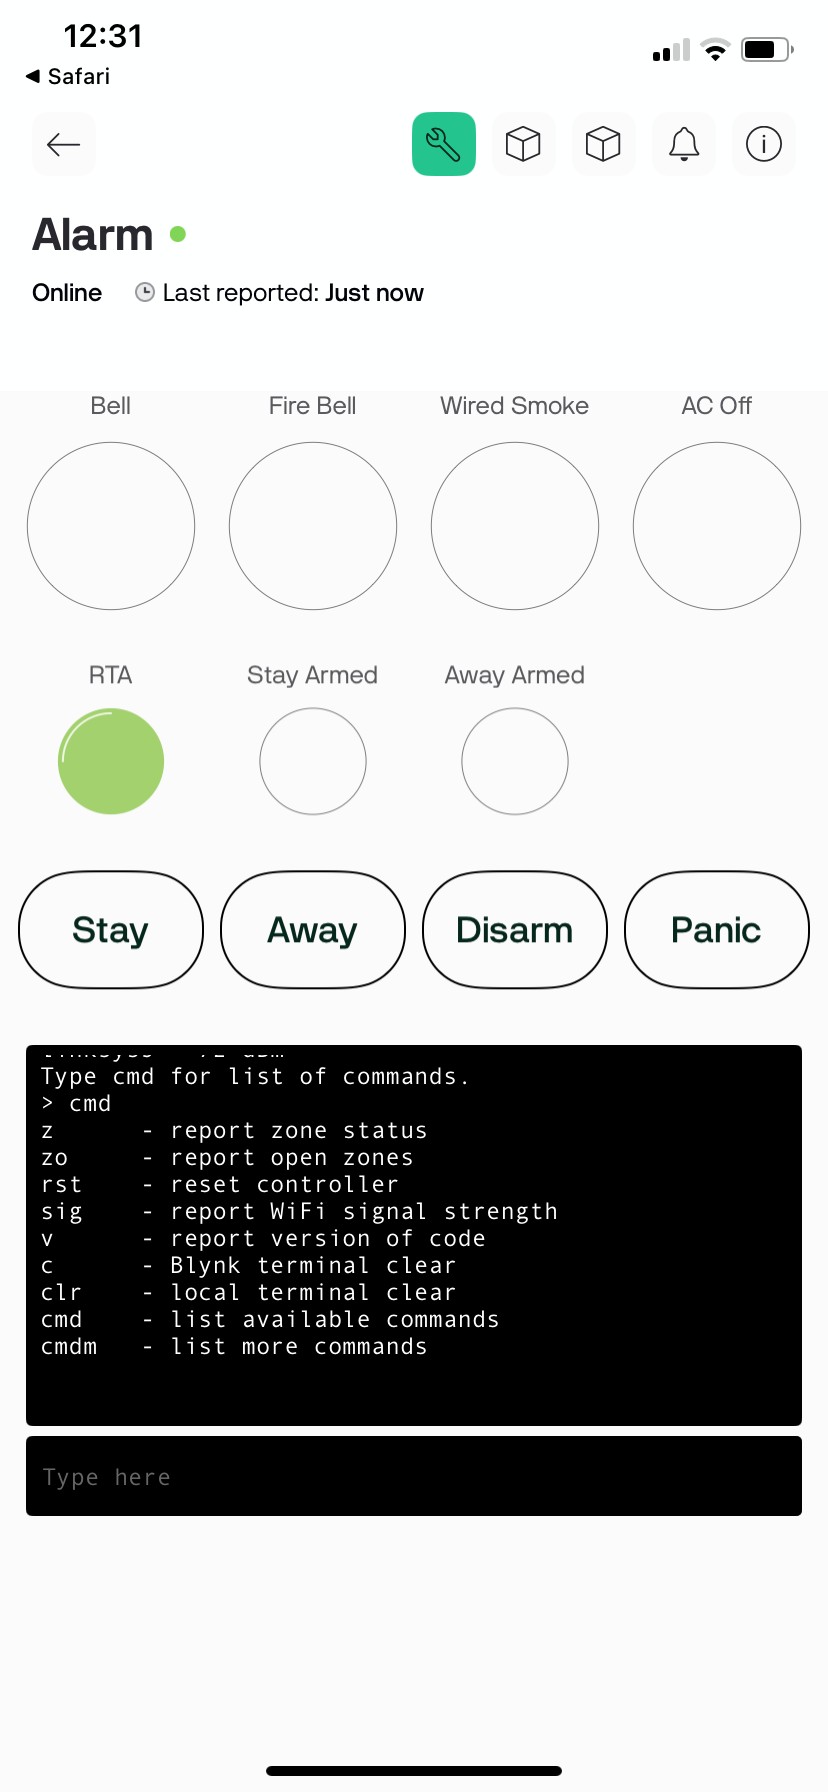 12:31
Safari
Alarm
Online Last reported: Just now
Bell Fire Bell Wired Smoke AC Off
RTA Stay Armed Away Armed
Stay Away Disarm Panic
Type cmd for list of commands.
> cmd
z - report zone status
zo - report open zones
rst - reset controller
sig - report WiFi signal strength
v - report version of code
c - Blynk terminal clear
clr - local terminal clear
cmd - list available commands
cmdm - list more commands
Type here